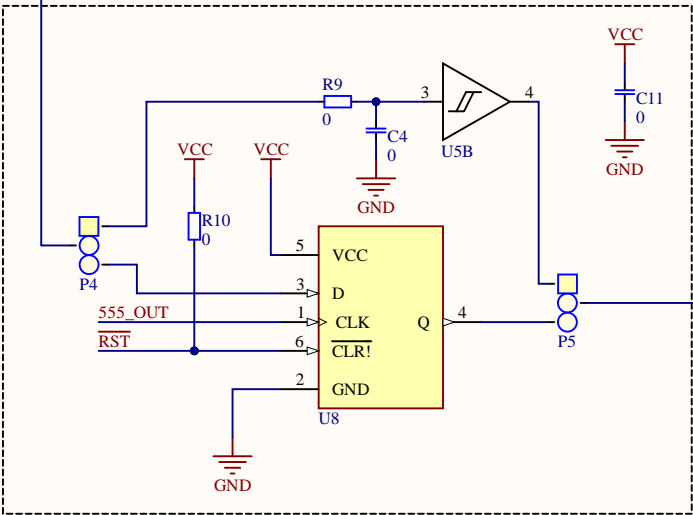 VCC
R9
0
3
4
C11
0
C4
0
U5B
VCC
VCC
GND
GND
R10
0
P4
5
VCC
3
D
555_OUT
1
CLK
Q
4
RST
6
CLR!
P5
2
GND
U8
GND